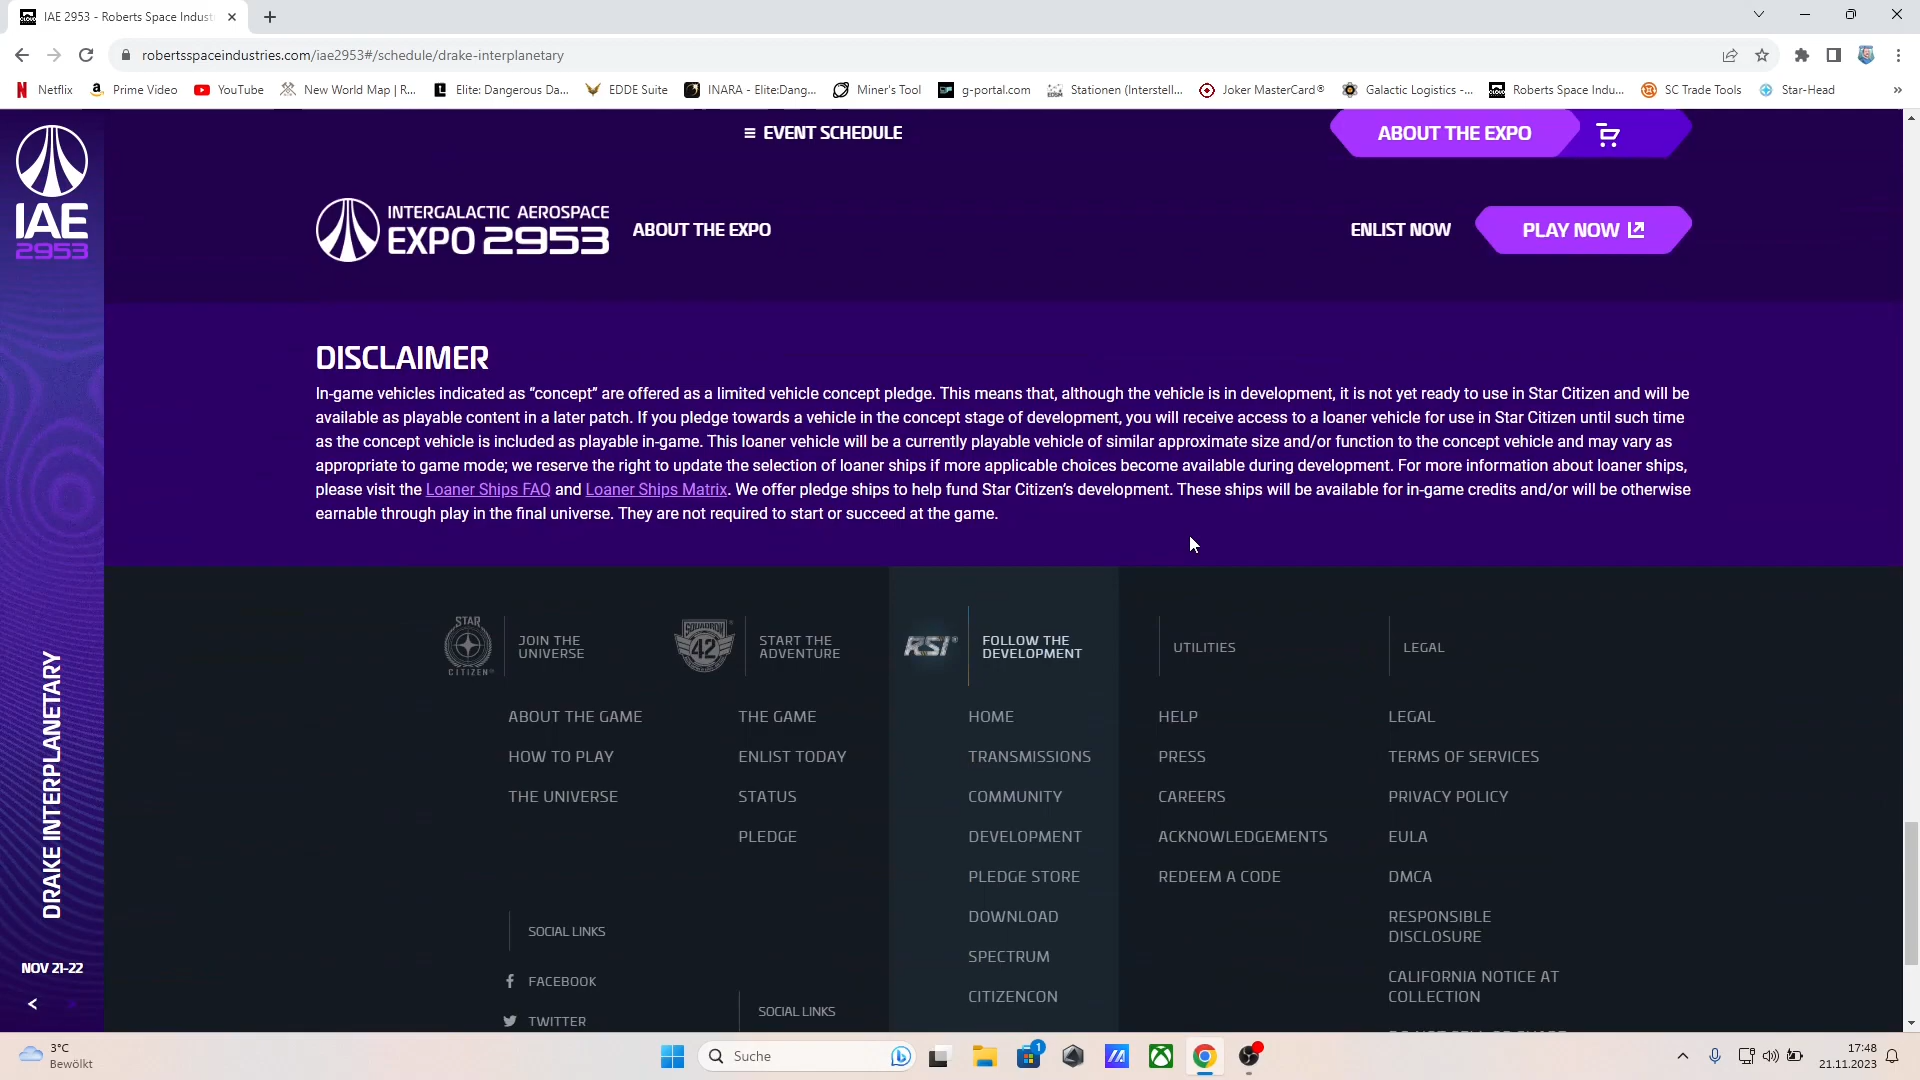 IAE 2953 - Roberts Space Indust
robertsspaceindustries.com/iae2953#/schedule/drake-interplanetary
Netflix
Prime Video
YouTube
New World Map | R...
Elite: Dangerous Da...
EDDE Suite
INARA - Elite:Dang...
Miner's Tool
g-portal.com
Stationen (Interstell...
Joker MasterCard®
Galactic Logistics -...
Roberts Space Indu...
SC Trade Tools
Star-Head
»
IAE
2953
DRAKE INTERPLANETARY
NOV 21-22
<
≡ EVENT SCHEDULE
ABOUT THE EXPO
INTERGALACTIC AEROSPACE
EXPO 2953
ABOUT THE EXPO
ENLIST NOW
PLAY NOW
DISCLAIMER
In-game vehicles indicated as “concept” are offered as a limited vehicle concept pledge. This means that, although the vehicle is in development, it is not yet ready to use in Star Citizen and will be
available as playable content in a later patch. If you pledge towards a vehicle in the concept stage of development, you will receive access to a loaner vehicle for use in Star Citizen until such time
as the concept vehicle is included as playable in-game. This loaner vehicle will be a currently playable vehicle of similar approximate size and/or function to the concept vehicle and may vary as
appropriate to game mode; we reserve the right to update the selection of loaner ships if more applicable choices become available during development. For more information about loaner ships,
please visit the Loaner Ships FAQ and Loaner Ships Matrix. We offer pledge ships to help fund Star Citizen’s development. These ships will be available for in-game credits and/or will be otherwise
earnable through play in the final universe. They are not required to start or succeed at the game.
STAR
CITIZEN®
JOIN THE
UNIVERSE
ABOUT THE GAME
HOW TO PLAY
THE UNIVERSE
SOCIAL LINKS
FACEBOOK
TWITTER
SQUADRON
42
START THE
ADVENTURE
THE GAME
ENLIST TODAY
STATUS
PLEDGE
SOCIAL LINKS
RSI®
FOLLOW THE
DEVELOPMENT
HOME
TRANSMISSIONS
COMMUNITY
DEVELOPMENT
PLEDGE STORE
DOWNLOAD
SPECTRUM
CITIZENCON
UTILITIES
HELP
PRESS
CAREERS
ACKNOWLEDGEMENTS
REDEEM A CODE
LEGAL
LEGAL
TERMS OF SERVICES
PRIVACY POLICY
EULA
DMCA
RESPONSIBLE
DISCLOSURE
CALIFORNIA NOTICE AT
COLLECTION
3°C
Bewölkt
Suche
1
17:48
21.11.2023